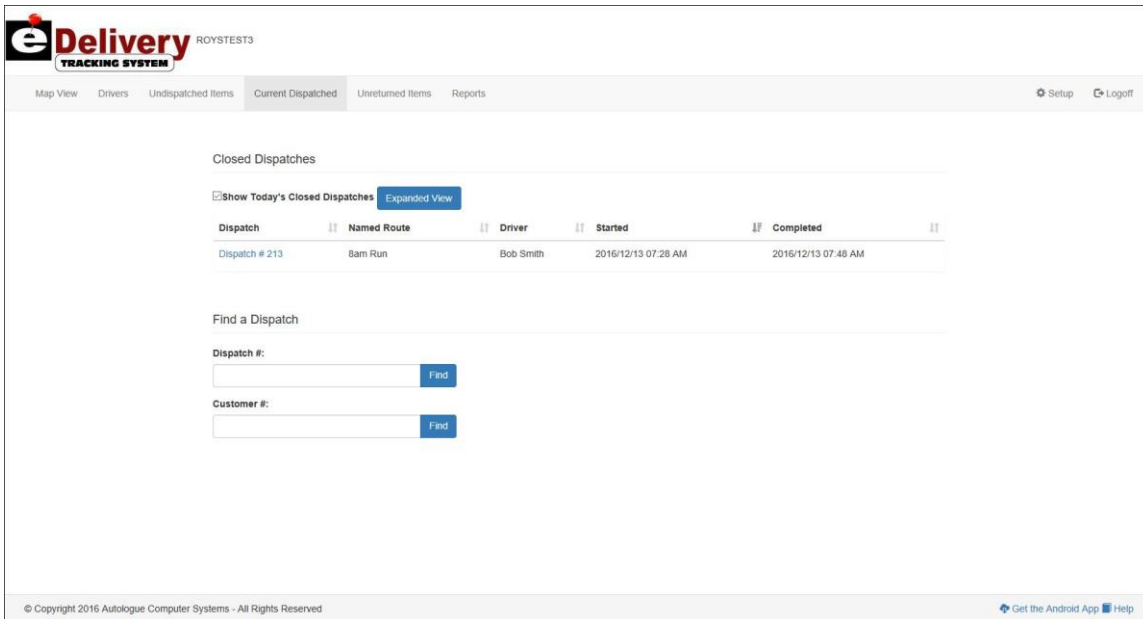 eDelivery ROYSTEST3
TRACKING SYSTEM
Map View Drivers Undispatched Items Current Dispatched Unreturned Items Reports Setup Logoff
Closed Dispatches
Show Today's Closed Dispatches Expanded View
Dispatch Named Route Driver Started Completed
Dispatch # 213 8am Run Bob Smith 2016/12/13 07:28 AM 2016/12/13 07:48 AM
Find a Dispatch
Dispatch #:
Find
Customer #:
Find
© Copyright 2016 Autologue Computer Systems - All Rights Reserved Get the Android App Help